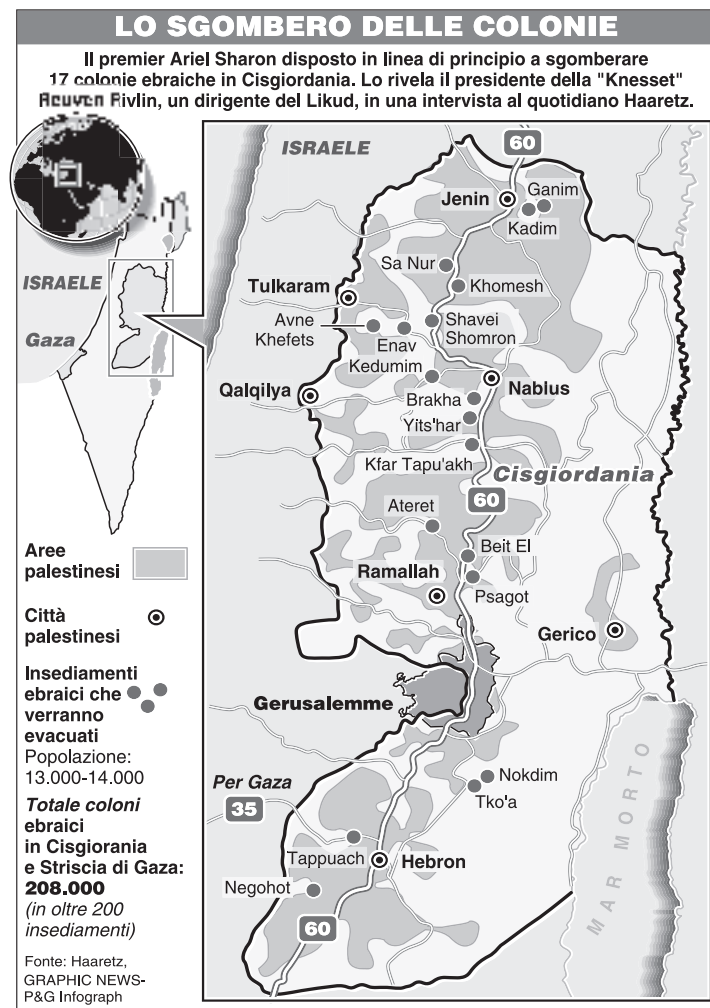 LO SGOMBERO DELLE COLONIE
Il premier Ariel Sharon disposto in linea di principio a sgomberare
17 colonie ebraiche in Cisgiordania. Lo rivela il presidente della "Knesset"
Reuven Rivlin, un dirigente del Likud, in una intervista al quotidiano Haaretz.
ISRAELE
Gaza
Aree
palestinesi
Città
palestinesi
Insediamenti
ebraici che
verranno
evacuati
Popolazione:
13.000-14.000
Totale coloni
ebraici
in Cisgiorania
e Striscia di Gaza:
208.000
(in oltre 200
insediamenti)
Fonte: Haaretz,
GRAPHIC NEWS-
P&G Infograph
ISRAELE
60
Jenin
Ganim
Kadim
Sa Nur
Khomesh
Tulkaram
Avne
Khefets
Enav
Shavei
Shomron
Kedumim
Qalqilya
Nablus
Brakha
Yits'har
Kfar Tapu'akh
Cisgiordania
60
Ateret
Beit El
Ramallah
Psagot
Gerico
Gerusalemme
Nokdim
Tko'a
Per Gaza
35
Tappuach
Hebron
Negohot
60
MAR MORTO